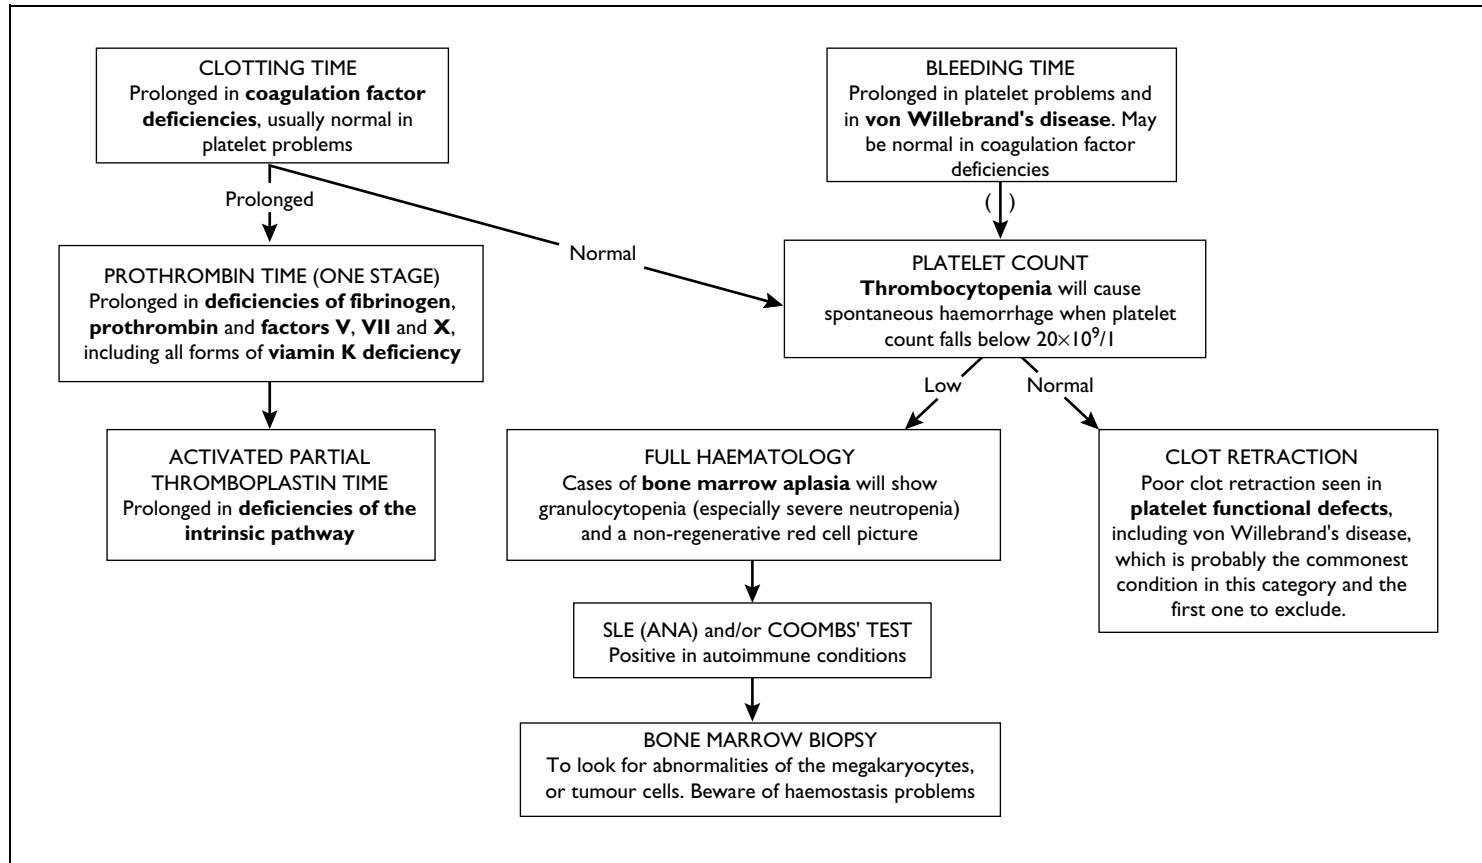 CLOTTING TIME
Prolonged in coagulation factor
deficiencies, usually normal in
platelet problems
BLEEDING TIME
Prolonged in platelet problems and
in von Willebrand's disease. May
be normal in coagulation factor
deficiencies
Prolonged
( )
Normal
PROTHROMBIN TIME (ONE STAGE)
Prolonged in deficiencies of fibrinogen,
prothrombin and factors V, VII and X,
including all forms of viamin K deficiency
PLATELET COUNT
Thrombocytopenia will cause
spontaneous haemorrhage when platelet
count falls below 20×10⁹/1
Low
Normal
ACTIVATED PARTIAL
THROMBOPLASTIN TIME
Prolonged in deficiencies of the
intrinsic pathway
FULL HAEMATOLOGY
Cases of bone marrow aplasia will show
granulocytopenia (especially severe neutropenia)
and a non-regenerative red cell picture
CLOT RETRACTION
Poor clot retraction seen in
platelet functional defects,
including von Willebrand's disease,
which is probably the commonest
condition in this category and the
first one to exclude.
SLE (ANA) and/or COOMBS' TEST
Positive in autoimmune conditions
BONE MARROW BIOPSY
To look for abnormalities of the megakaryocytes,
or tumour cells. Beware of haemostasis problems